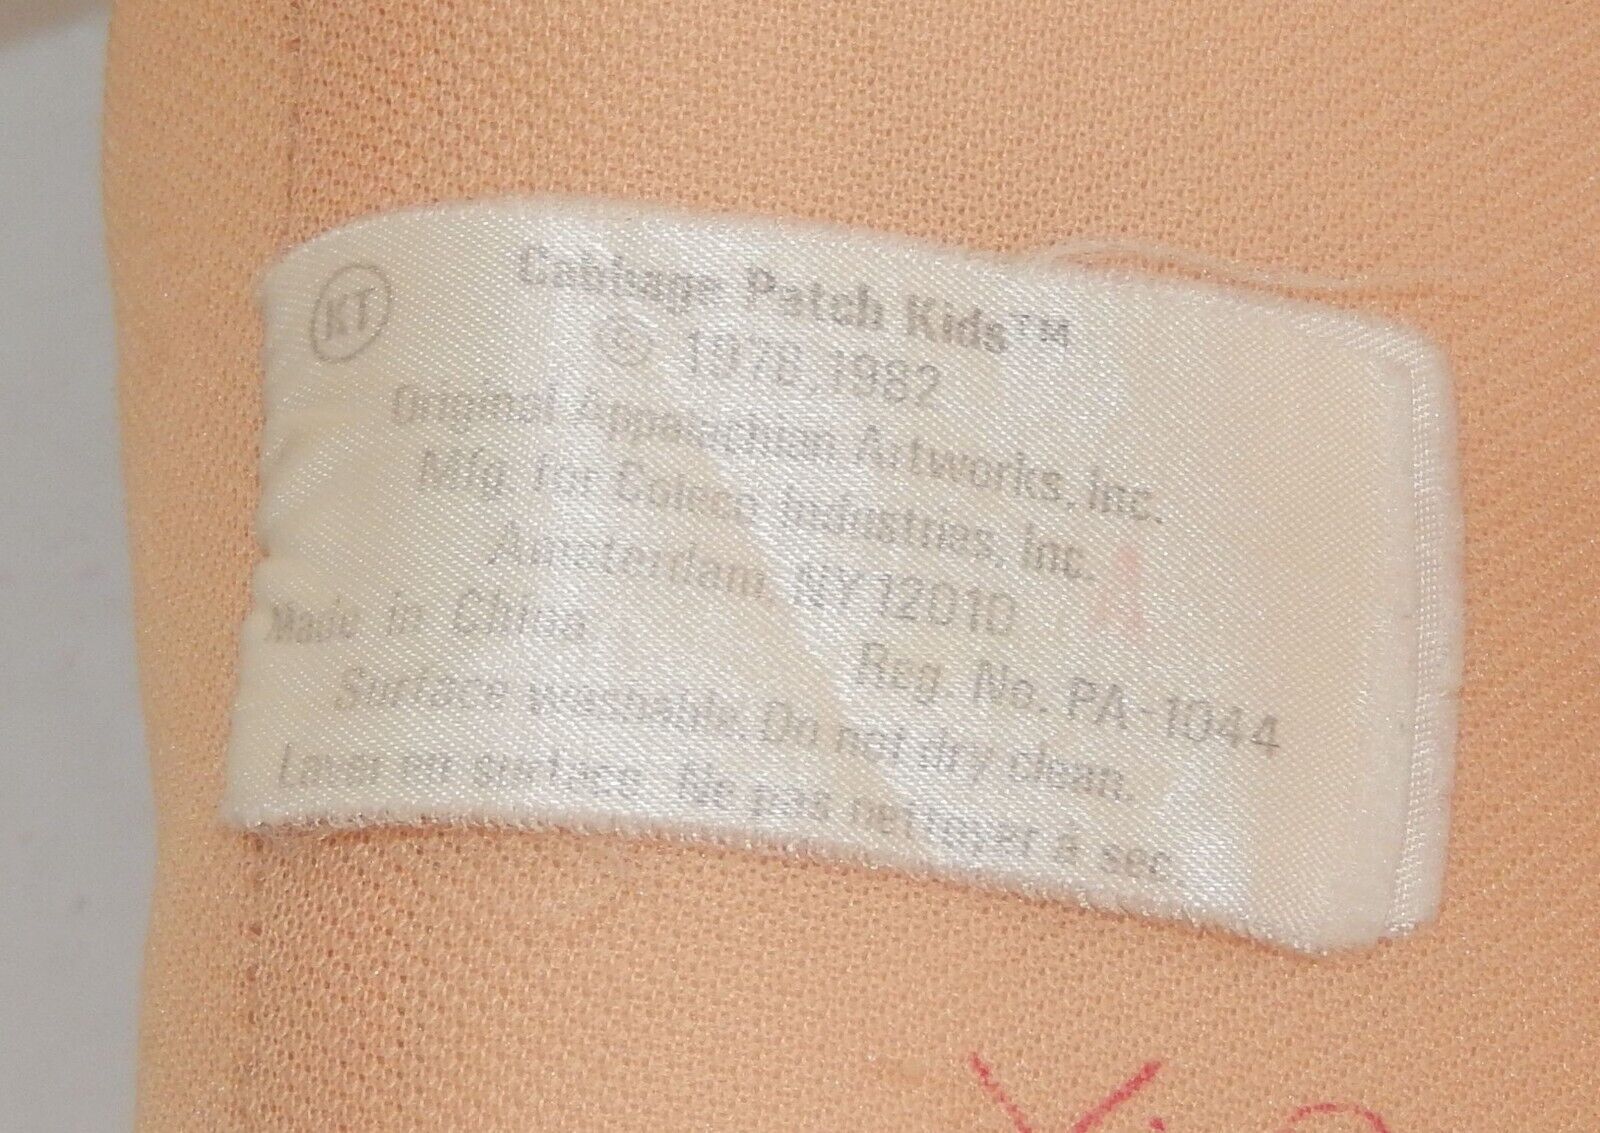 KT
Cabbage Patch Kids™
© 1978, 1982
Original Appalachian Artworks, Inc.
Mfg. for Coleco Industries, Inc. A
Amsterdam, NY 12010
Made in China
Reg. No. PA-1044
Surface washable. Do not dry clean.
Laver en surface. Ne pas nettoyer à sec.